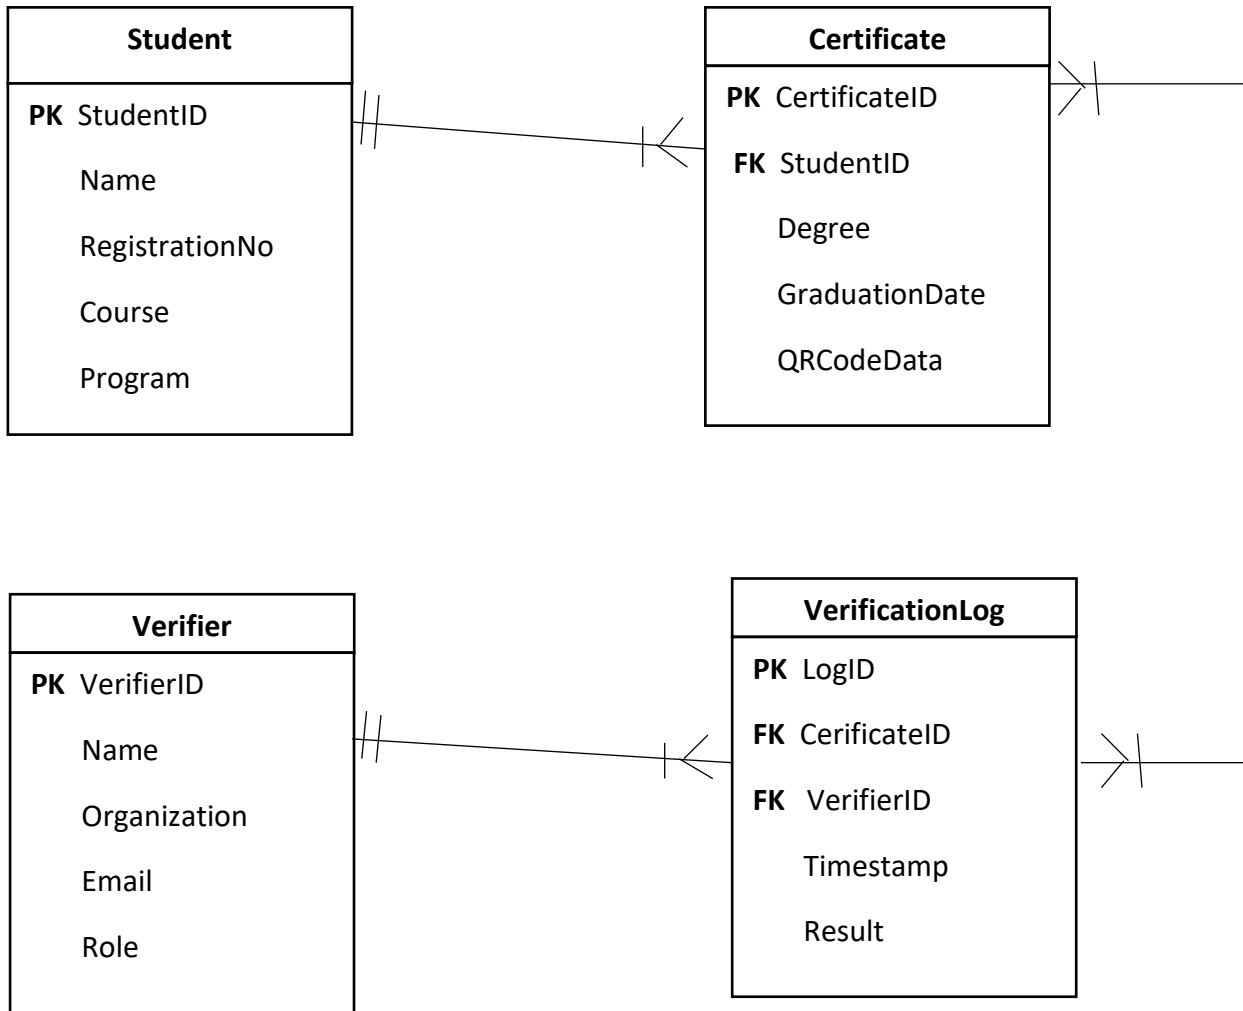 Student
PK StudentID
Name
RegistrationNo
Course
Program
Certificate
PK CertificateID
FK StudentID
Degree
GraduationDate
QRCodeData
Verifier
PK VerifierID
Name
Organization
Email
Role
VerificationLog
PK LogID
FK CerificateID
FK VerifierID
Timestamp
Result